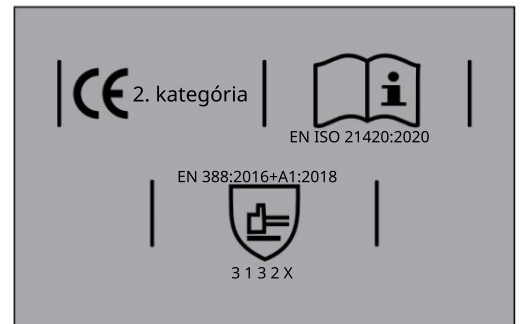 CE 2. kategória
i
EN ISO 21420:2020
EN 388:2016+A1:2018
3 1 3 2 X